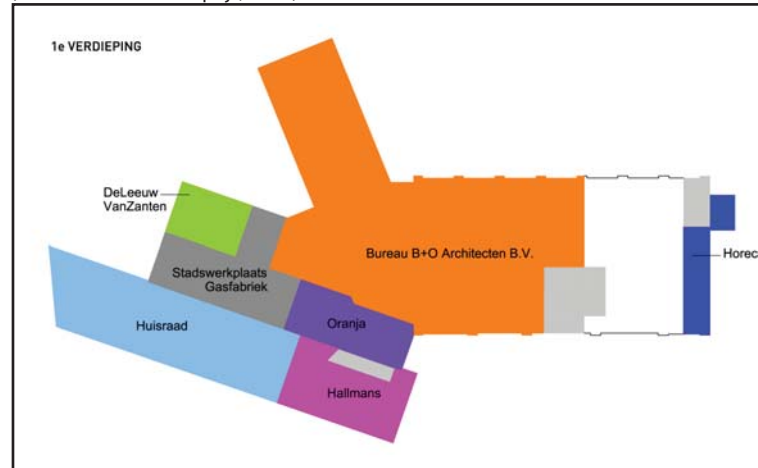 1e VERDIEPING
DeLeeuw
VanZanten
Stadswerkplaats
Gasfabriek
Bureau B+O Architecten B.V.
Horec
Huisraad
Oranja
Hallmans